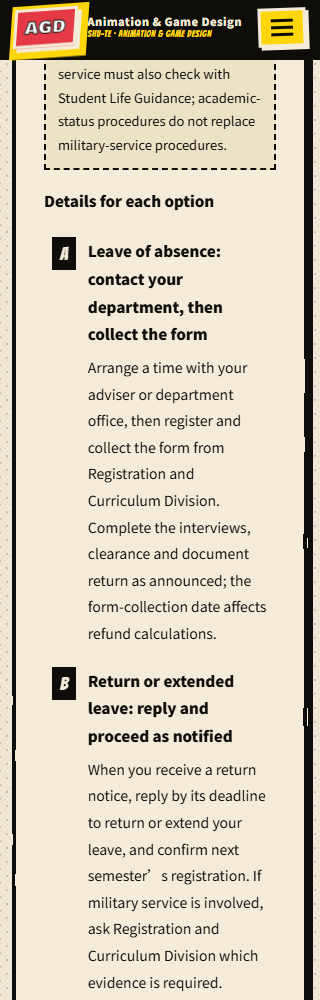 AGD
Animation & Game Design
SHU-TE · ANIMATION & GAME DESIGN
service must also check with
Student Life Guidance; academic-
status procedures do not replace
military-service procedures.
Details for each option
A
Leave of absence:
contact your
department, then
collect the form
Arrange a time with your
adviser or department
office, then register and
collect the form from
Registration and
Curriculum Division.
Complete the interviews,
clearance and document
return as announced; the
form-collection date affects
refund calculations.
B
Return or extended
leave: reply and
proceed as notified
When you receive a return
notice, reply by its deadline
to return or extend your
leave, and confirm next
semester’s registration. If
military service is involved,
ask Registration and
Curriculum Division which
evidence is required.